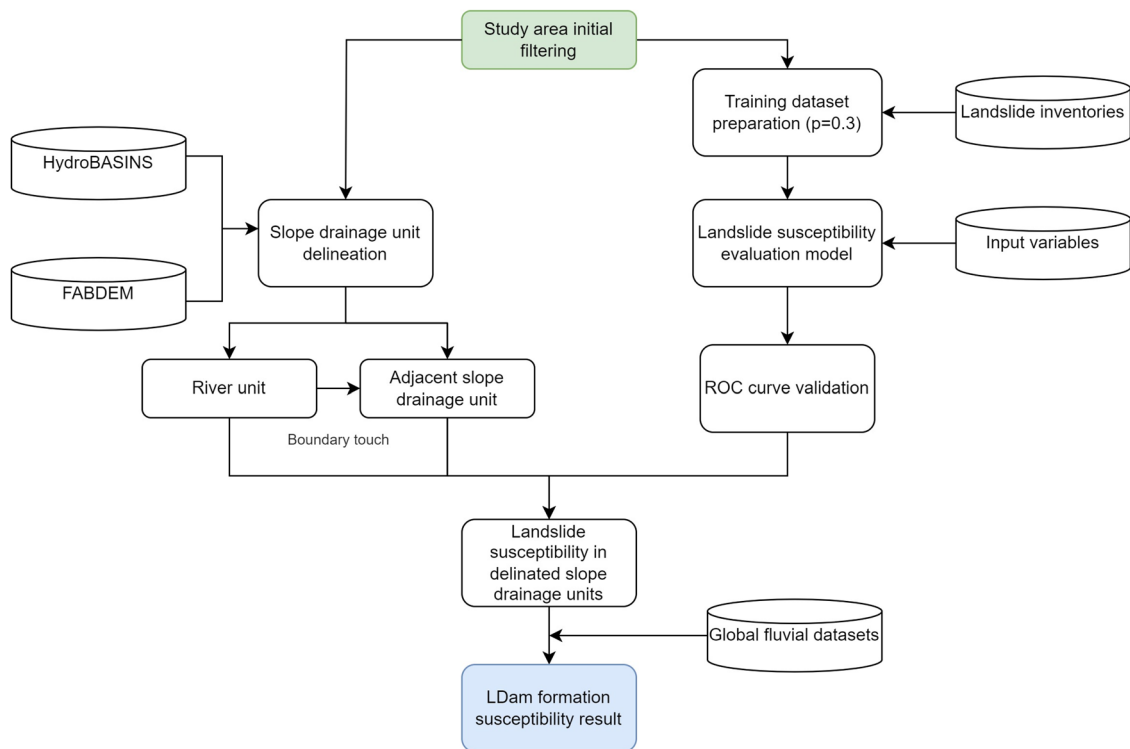 Study area initial
filtering
Training dataset
preparation (p=0.3)
Landslide inventories
HydroBASINS
Slope drainage unit
delineation
Landslide susceptibility
evaluation model
Input variables
FABDEM
River unit
Adjacent slope
drainage unit
ROC curve validation
Boundary touch
Landslide
susceptibility in
delinated slope
drainage units
Global fluvial datasets
LDam formation
susceptibility result